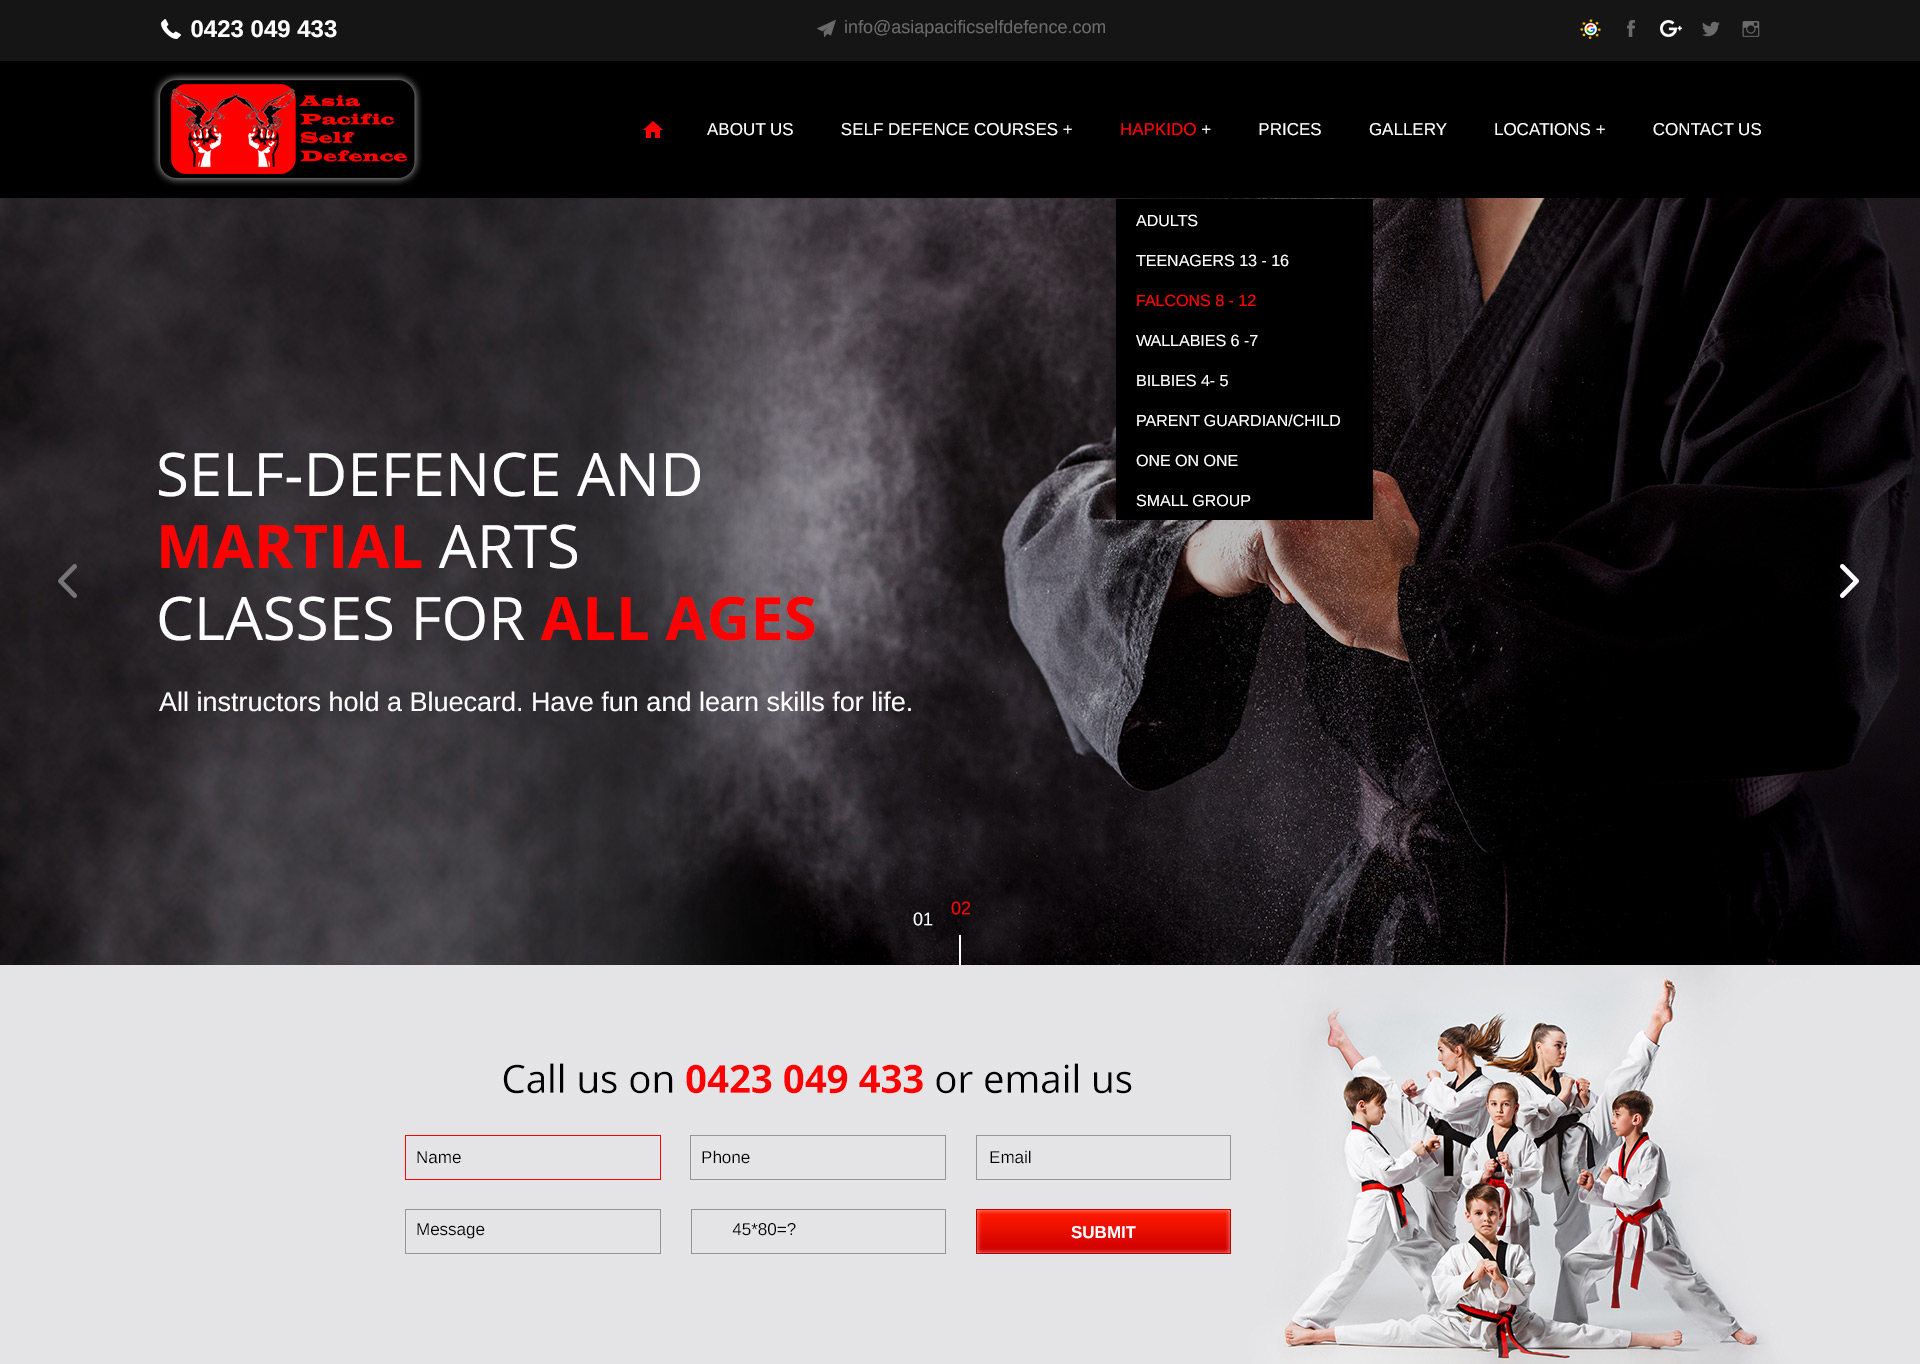 0423 049 433
info@asiapacificselfdefence.com
Asia
Pacific
Self
Defence
ABOUT US
SELF DEFENCE COURSES +
HAPKIDO +
PRICES
GALLERY
LOCATIONS +
CONTACT US
ADULTS
TEENAGERS 13 - 16
FALCONS 8 - 12
WALLABIES 6 -7
BILBIES 4- 5
PARENT GUARDIAN/CHILD
ONE ON ONE
SMALL GROUP
SELF-DEFENCE AND
MARTIAL ARTS
CLASSES FOR ALL AGES
All instructors hold a Bluecard. Have fun and learn skills for life.
01
02
Call us on 0423 049 433 or email us
Name
Phone
Email
Message
45*80=?
SUBMIT